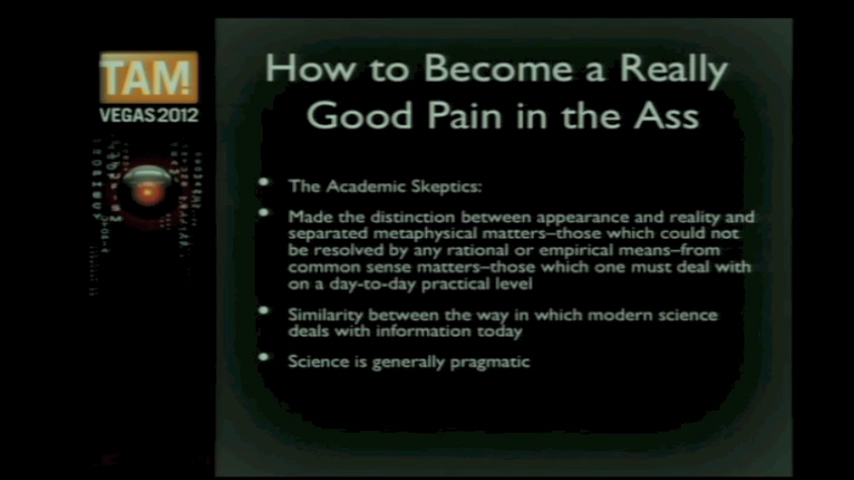 TAM!
VEGAS 2012
How to Become a Really
Good Pain in the Ass
• The Academic Skeptics:
• Made the distinction between appearance and reality and
separated metaphysical matters–those which could not
be resolved by any rational or empirical means–from
common sense matters–those which one must deal with
on a day-to-day practical level
• Similarity between the way in which modern science
deals with information today
• Science is generally pragmatic